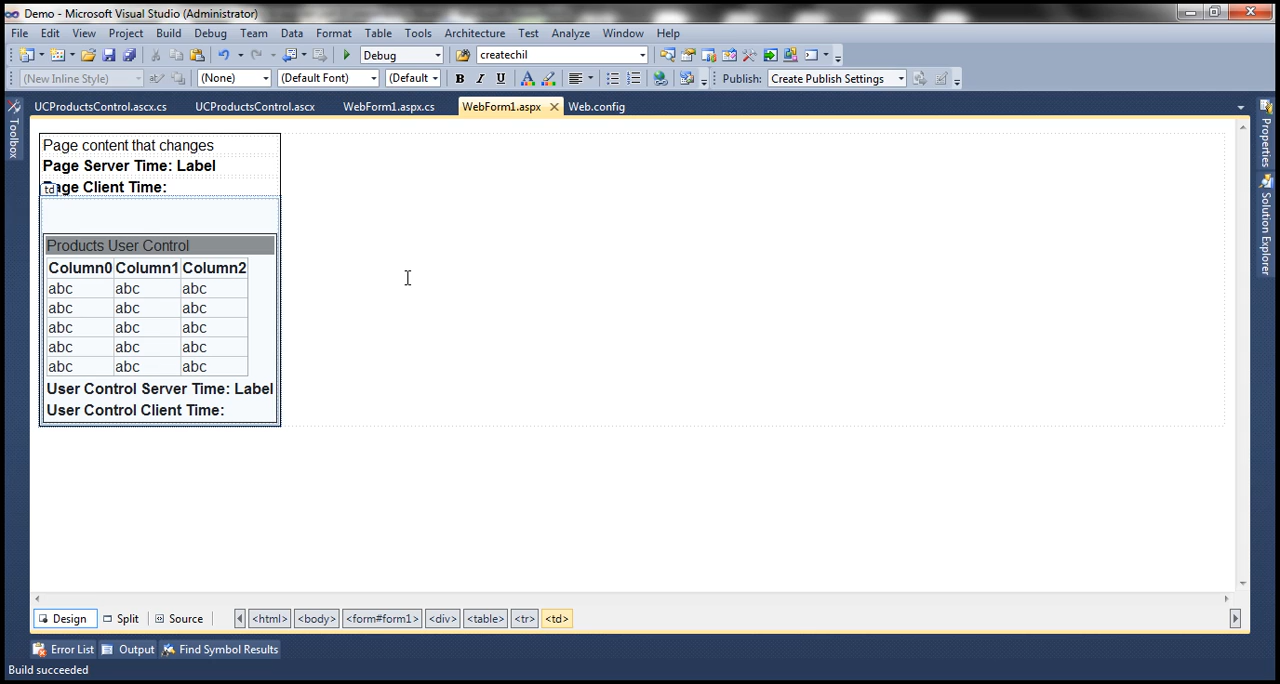 Demo - Microsoft Visual Studio (Administrator)
File Edit View Project Build Debug Team Data Format Table Tools Architecture Test Analyze Window Help
Debug createchil
(New Inline Style) (None) (Default Font) (Default B I U A Publish: Create Publish Settings
UCProductsControl.ascx.cs UCProductsControl.ascx WebForm1.aspx.cs WebForm1.aspx Web.config
Toolbox
Properties
Solution Explorer
Page content that changes
Page Server Time: Label
Page Client Time:
td
Products User Control
Column0 Column1 Column2
abc abc abc
abc abc abc
abc abc abc
abc abc abc
abc abc abc
User Control Server Time: Label
User Control Client Time:
Design Split Source <html> <body> <form#form1> <div> <table> <tr> <td>
Error List Output Find Symbol Results
Build succeeded